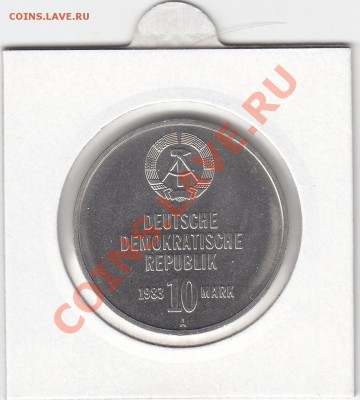 COINS.LAVE.RU
DEUTSCHE
DEMOKRATISCHE
REPUBLIK
1983 10 MARK
A
COINS.LAVE.RU